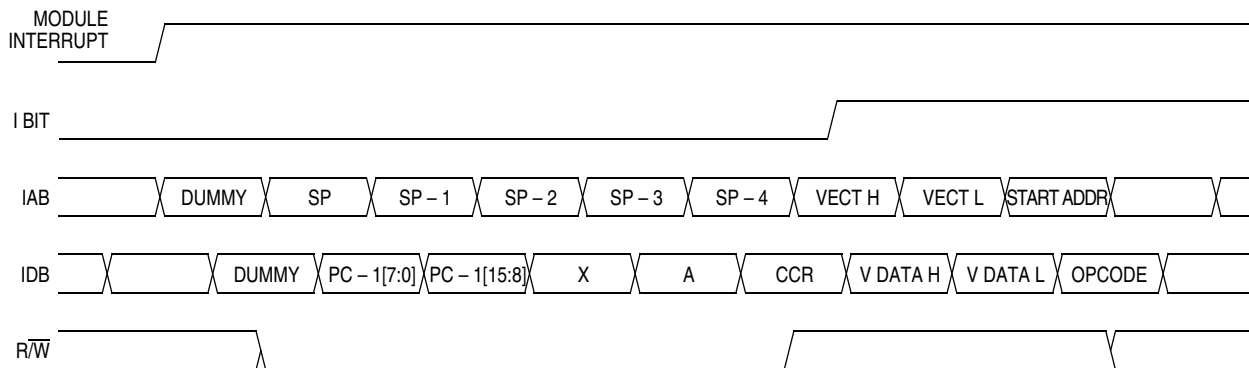 MODULE
INTERRUPT
I BIT
IAB DUMMY SP SP – 1 SP – 2 SP – 3 SP – 4 VECT H VECT L START ADDR
IDB DUMMY PC – 1[7:0] PC – 1[15:8] X A CCR V DATA H V DATA L OPCODE
R/W